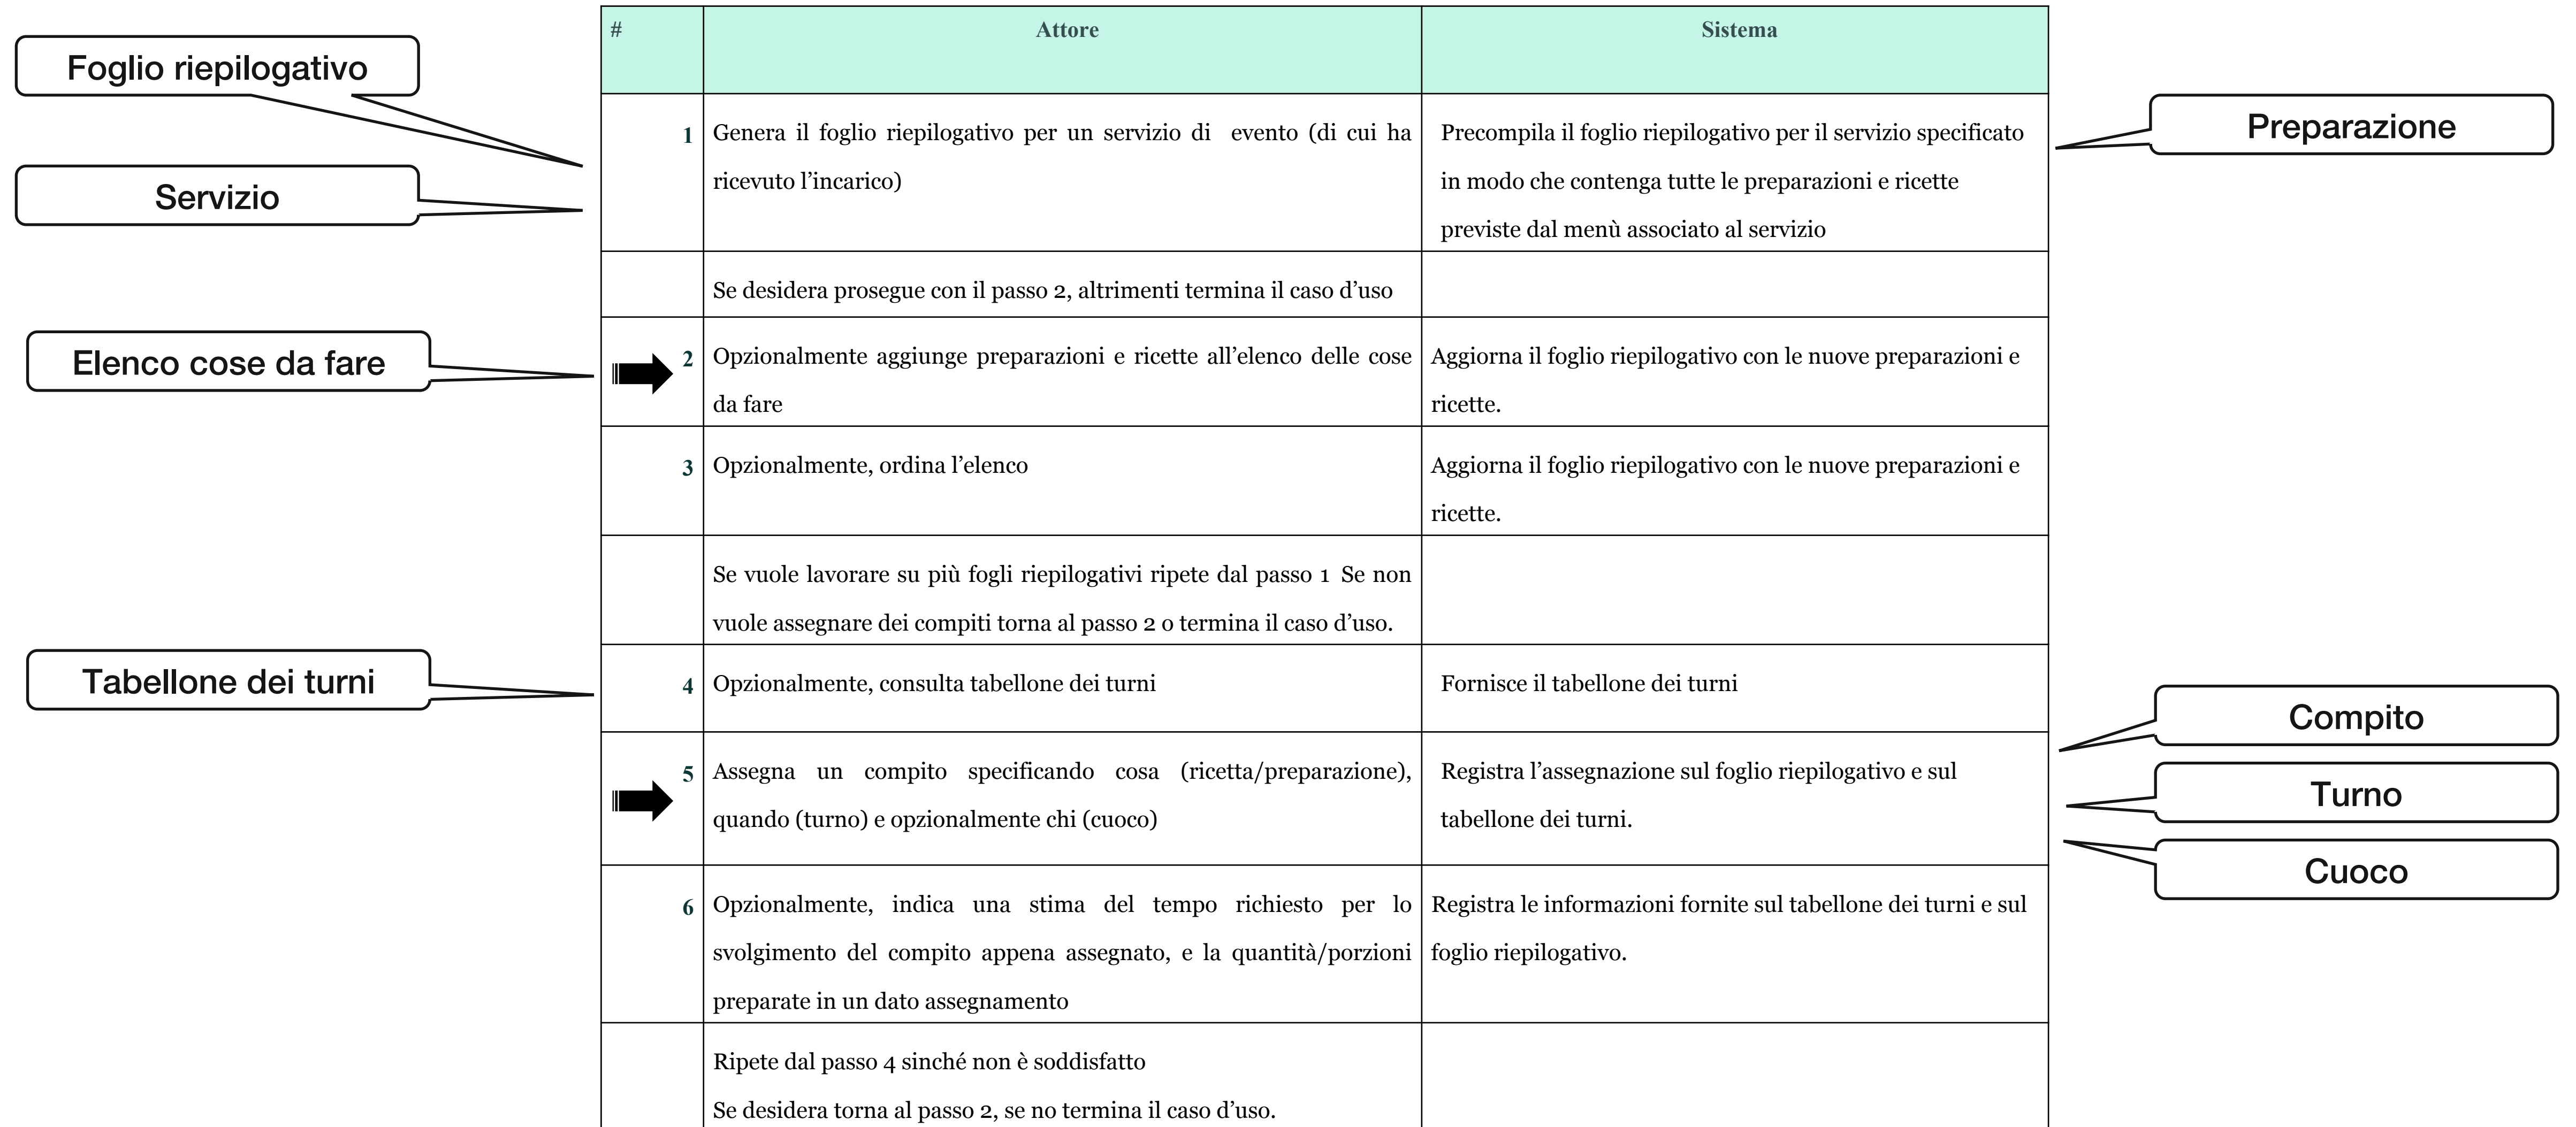 Foglio riepilogativo
Servizio
Elenco cose da fare
Tabellone dei turni
# Attore Sistema
1 Genera il foglio riepilogativo per un servizio di evento (di cui ha
ricevuto l'incarico)
Precompila il foglio riepilogativo per il servizio specificato
in modo che contenga tutte le preparazioni e ricette
previste dal menù associato al servizio
Se desidera prosegue con il passo 2, altrimenti termina il caso d'uso
2 Opzionalmente aggiunge preparazioni e ricette all'elenco delle cose
da fare
Aggiorna il foglio riepilogativo con le nuove preparazioni e
ricette.
3 Opzionalmente, ordina l'elenco
Aggiorna il foglio riepilogativo con le nuove preparazioni e
ricette.
Se vuole lavorare su più fogli riepilogativi ripete dal passo 1 Se non
vuole assegnare dei compiti torna al passo 2 o termina il caso d'uso.
4 Opzionalmente, consulta tabellone dei turni
Fornisce il tabellone dei turni
5 Assegna un compito specificando cosa (ricetta/preparazione),
quando (turno) e opzionalmente chi (cuoco)
Registra l'assegnazione sul foglio riepilogativo e sul
tabellone dei turni.
6 Opzionalmente, indica una stima del tempo richiesto per lo
svolgimento del compito appena assegnato, e la quantità/porzioni
preparate in un dato assegnamento
Registra le informazioni fornite sul tabellone dei turni e sul
foglio riepilogativo.
Ripete dal passo 4 sinché non è soddisfatto
Se desidera torna al passo 2, se no termina il caso d'uso.
Preparazione
Compito
Turno
Cuoco